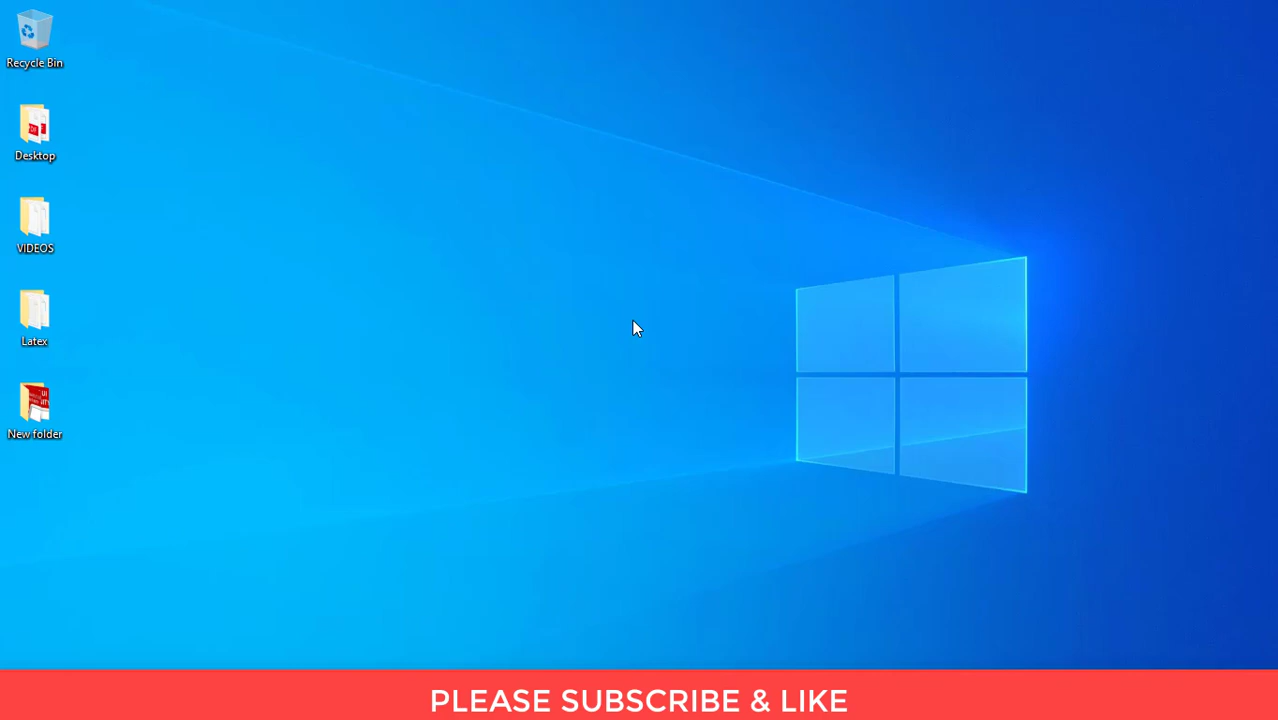 Recycle Bin
Desktop
VIDEOS
Latex
New folder
PLEASE SUBSCRIBE & LIKE